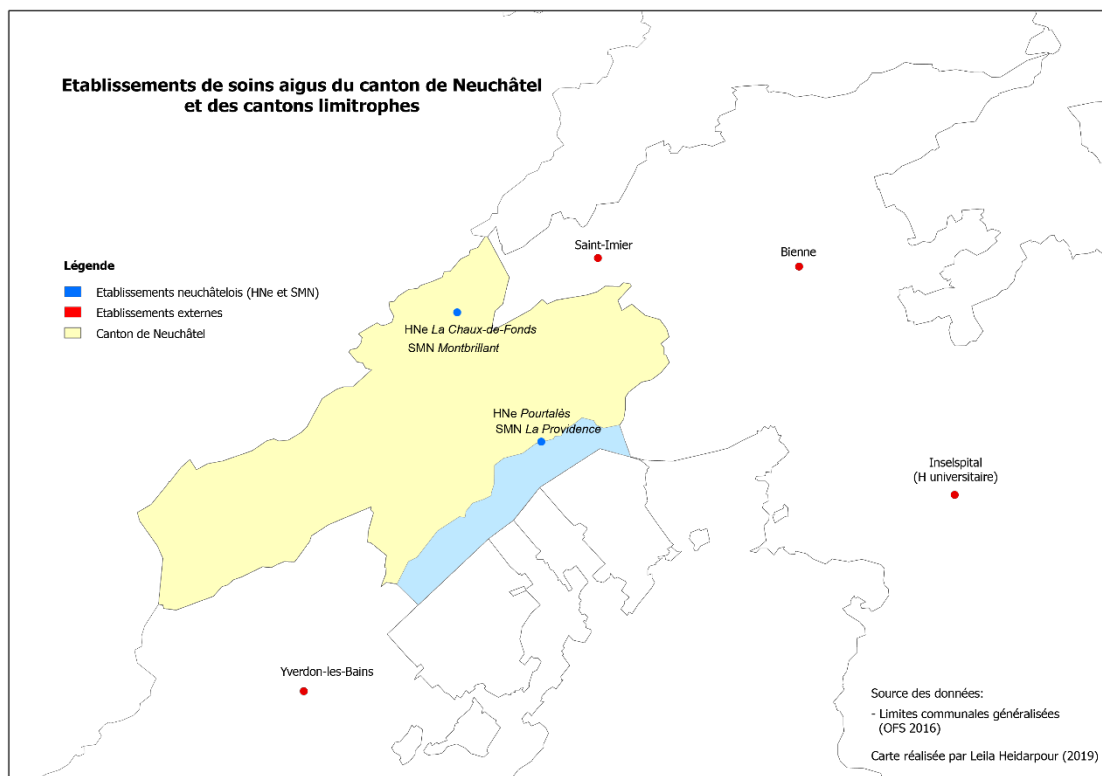 Etablissements de soins aigus du canton de Neuchâtel
et des cantons limitrophes
Saint-Imier
Bienne
Légende
Etablissements neuchâtelois (HNe et SMN)
Etablissements externes
Canton de Neuchâtel
HNe La Chaux-de-Fonds
SMN Montbrillant
HNe Pourtalès
SMN La Providence
Inselspital
(H universitaire)
Yverdon-les-Bains
Source des données:
- Limites communales généralisées
(OFS 2016)
Carte réalisée par Leila Heidarpour (2019)